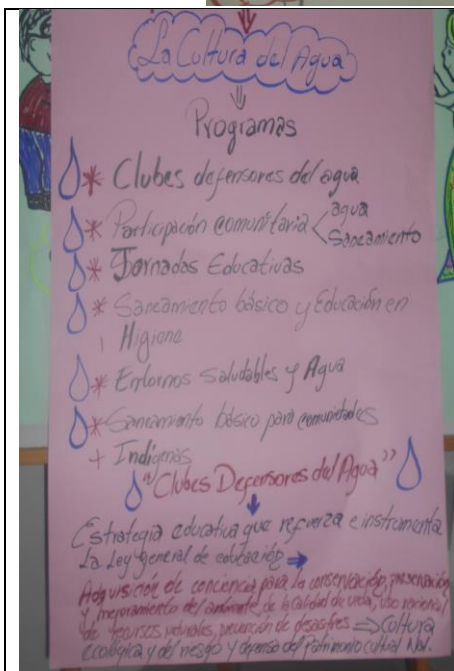 La Cultura del Agua
Programas
* Clubes defensores del agua
* Participación comunitaria < agua
Saneamiento
* Jornadas Educativas
* Saneamiento básico y Educación en
Higiene
* Entornos Saludables y Agua
* Saneamiento básico para comunidades
+ Indígenas
"Clubes Defensores del Agua"
Estrategia educativa que refuerza e instrumenta
La Ley general de educación ⇒
Adquisición de conciencia para la conservación, preservación
y mejoramiento del ambiente, de la calidad de vida, uso racional
de recursos naturales, prevención de desastres ⇒ Cultura
ecológica y del riesgo y defensa del Patrimonio cultural Nal.